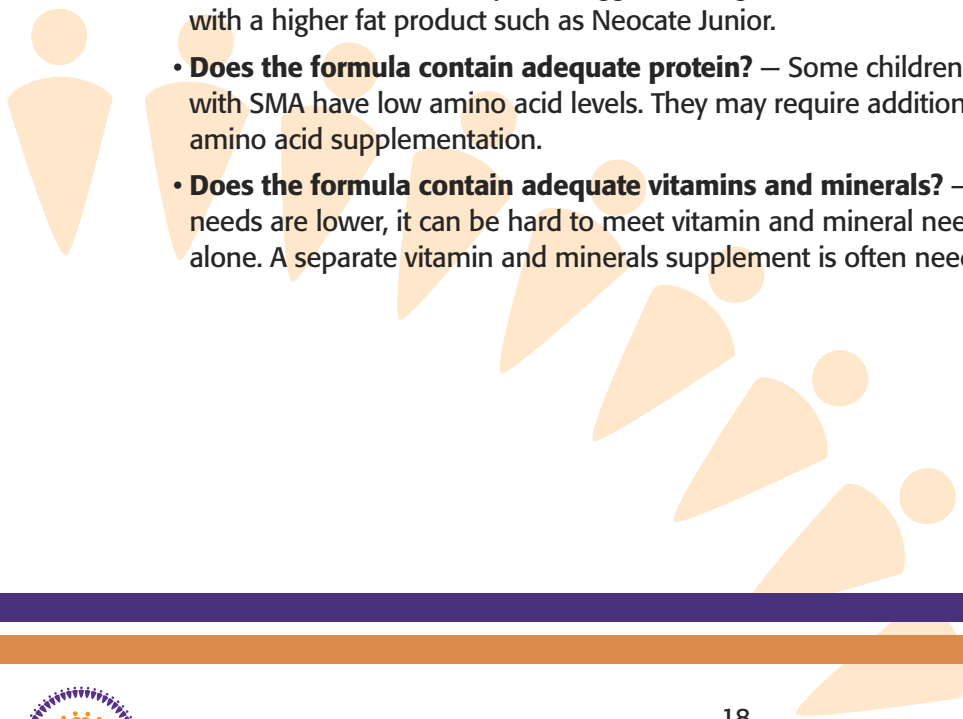 with a higher fat product such as Neocate Junior.
• Does the formula contain adequate protein? — Some children
with SMA have low amino acid levels. They may require addition
amino acid supplementation.
• Does the formula contain adequate vitamins and minerals? –
needs are lower, it can be hard to meet vitamin and mineral nee
alone. A separate vitamin and minerals supplement is often nee
18